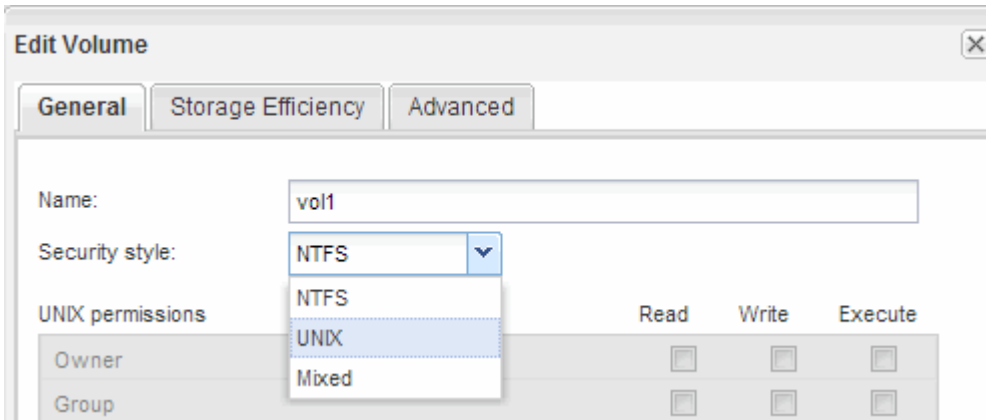 Edit Volume
General Storage Efficiency Advanced
Name: vol1
Security style: NTFS
NTFS
UNIX permissions Read Write Execute
UNIX
Owner
Mixed
Group